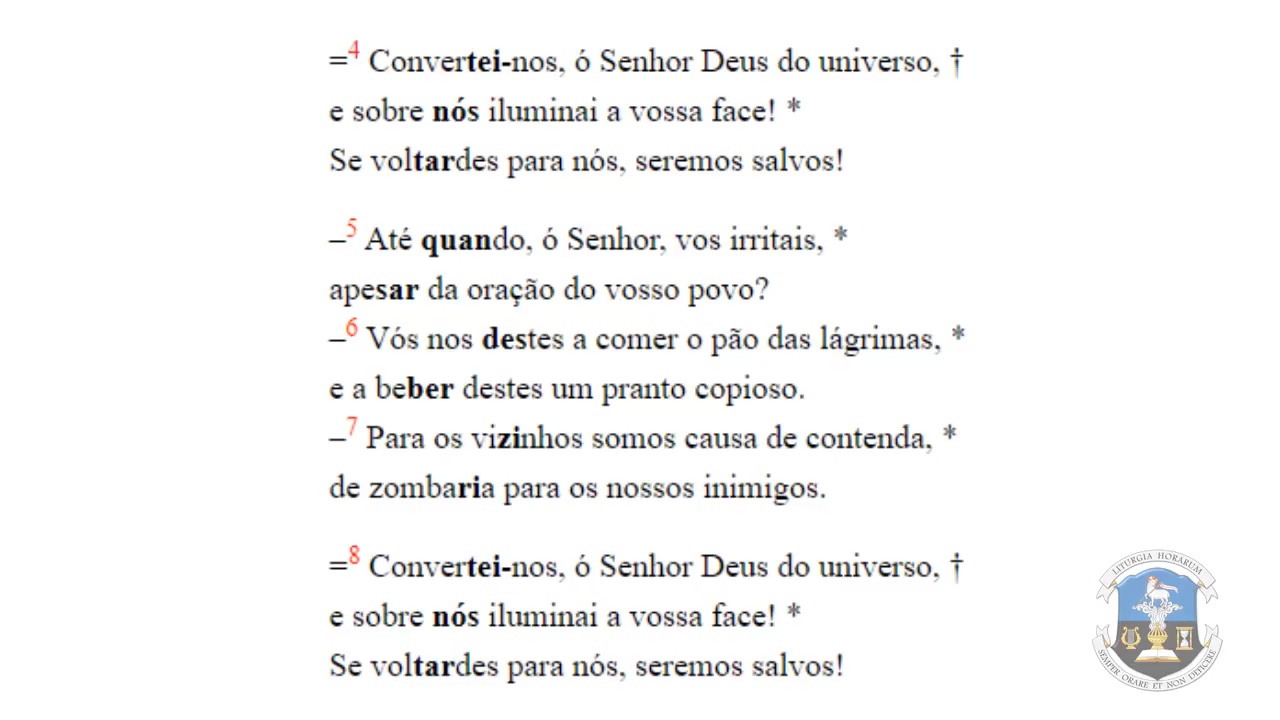 =4 Convertei-nos, ó Senhor Deus do universo, †
e sobre nós iluminai a vossa face! *
Se voltardes para nós, seremos salvos!
–5 Até quando, ó Senhor, vos irritais, *
apesar da oração do vosso povo?
–6 Vós nos destes a comer o pão das lágrimas, *
e a beber destes um pranto copioso.
–7 Para os vizinhos somos causa de contenda, *
de zombaria para os nossos inimigos.
=8 Convertei-nos, ó Senhor Deus do universo, †
e sobre nós iluminai a vossa face! *
Se voltardes para nós, seremos salvos!
LITURGIA HORARUM
SEMPER ORARE ET NON DEFICERE